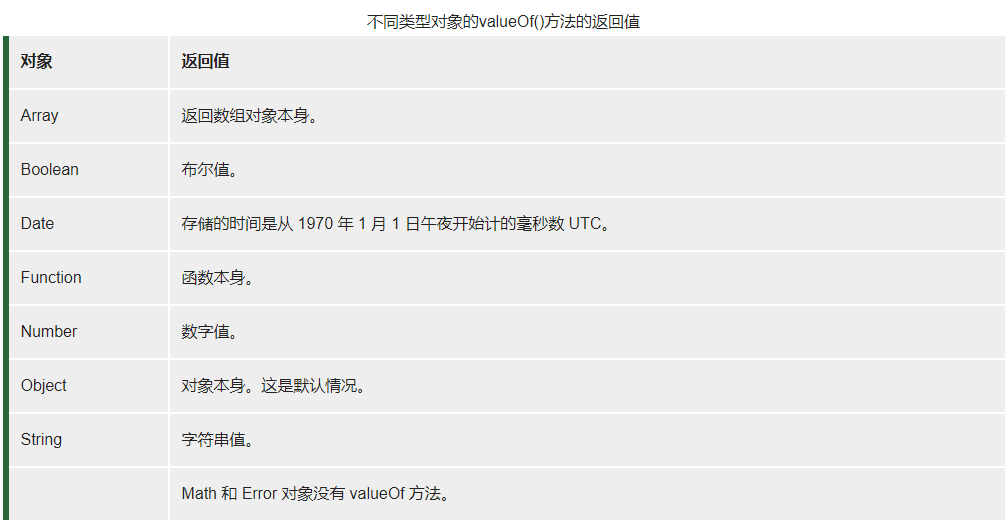 不同类型对象的valueOf()方法的返回值
对象 返回值
Array 返回数组对象本身。
Boolean 布尔值。
Date 存储的时间是从 1970 年 1 月 1 日午夜开始计的毫秒数 UTC。
Function 函数本身。
Number 数字值。
Object 对象本身。这是默认情况。
String 字符串值。
Math 和 Error 对象没有 valueOf 方法。